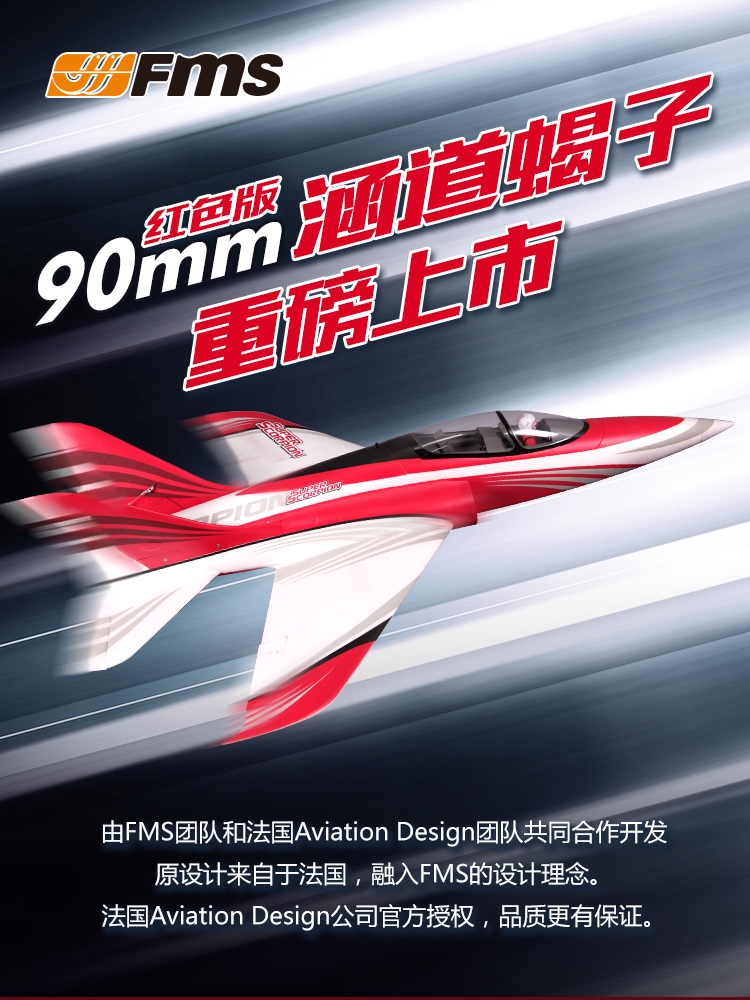 FMS
红色版
90mm 涵道蝎子
重磅上市
SUPER
SCORPION
PION SUPER
SCORPION
由FMS团队和法国Aviation Design团队共同合作开发
原设计来自于法国，融入FMS的设计理念。
法国Aviation Design公司官方授权，品质更有保证。